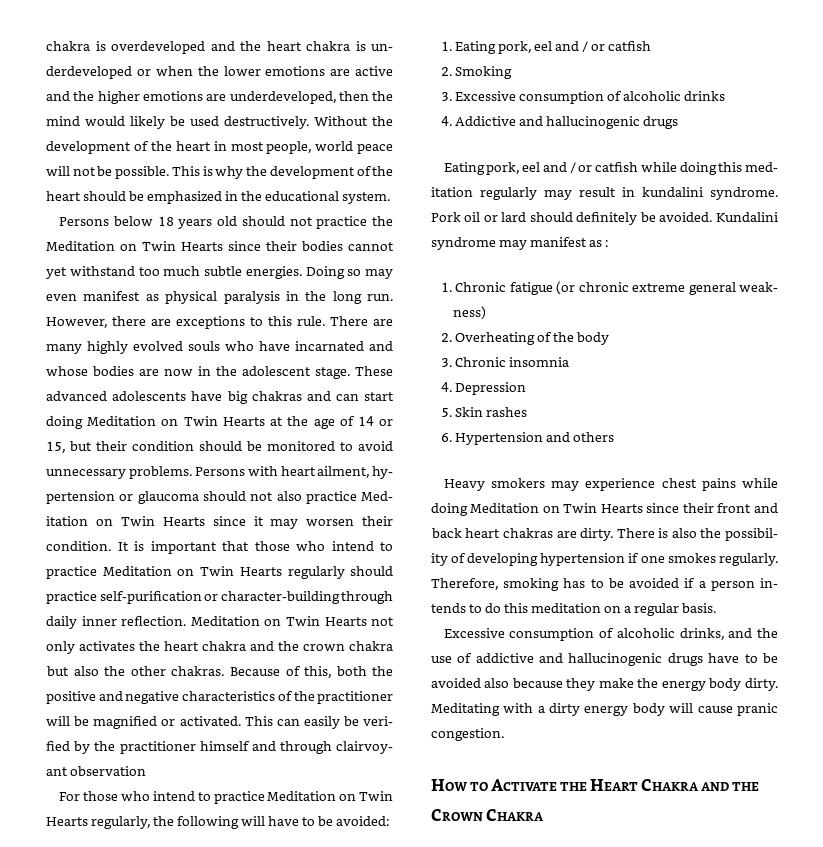 chakra is overdeveloped and the heart chakra is un-
derdeveloped or when the lower emotions are active
and the higher emotions are underdeveloped, then the
mind would likely be used destructively. Without the
development of the heart in most people, world peace
will not be possible. This is why the development of the
heart should be emphasized in the educational system.
Persons below 18 years old should not practice the
Meditation on Twin Hearts since their bodies cannot
yet withstand too much subtle energies. Doing so may
even manifest as physical paralysis in the long run.
However, there are exceptions to this rule. There are
many highly evolved souls who have incarnated and
whose bodies are now in the adolescent stage. These
advanced adolescents have big chakras and can start
doing Meditation on Twin Hearts at the age of 14 or
15, but their condition should be monitored to avoid
unnecessary problems. Persons with heart ailment, hy-
pertension or glaucoma should not also practice Med-
itation on Twin Hearts since it may worsen their
condition. It is important that those who intend to
practice Meditation on Twin Hearts regularly should
practice self-purification or character-building through
daily inner reflection. Meditation on Twin Hearts not
only activates the heart chakra and the crown chakra
but also the other chakras. Because of this, both the
positive and negative characteristics of the practitioner
will be magnified or activated. This can easily be veri-
fied by the practitioner himself and through clairvoy-
ant observation
For those who intend to practice Meditation on Twin
Hearts regularly, the following will have to be avoided:
1. Eating pork, eel and / or catfish
2. Smoking
3. Excessive consumption of alcoholic drinks
4. Addictive and hallucinogenic drugs
Eating pork, eel and / or catfish while doing this med-
itation regularly may result in kundalini syndrome.
Pork oil or lard should definitely be avoided. Kundalini
syndrome may manifest as :
1. Chronic fatigue (or chronic extreme general weak-
ness)
2. Overheating of the body
3. Chronic insomnia
4. Depression
5. Skin rashes
6. Hypertension and others
Heavy smokers may experience chest pains while
doing Meditation on Twin Hearts since their front and
back heart chakras are dirty. There is also the possibil-
ity of developing hypertension if one smokes regularly.
Therefore, smoking has to be avoided if a person in-
tends to do this meditation on a regular basis.
Excessive consumption of alcoholic drinks, and the
use of addictive and hallucinogenic drugs have to be
avoided also because they make the energy body dirty.
Meditating with a dirty energy body will cause pranic
congestion.
How to Activate the Heart Chakra and the
Crown Chakra